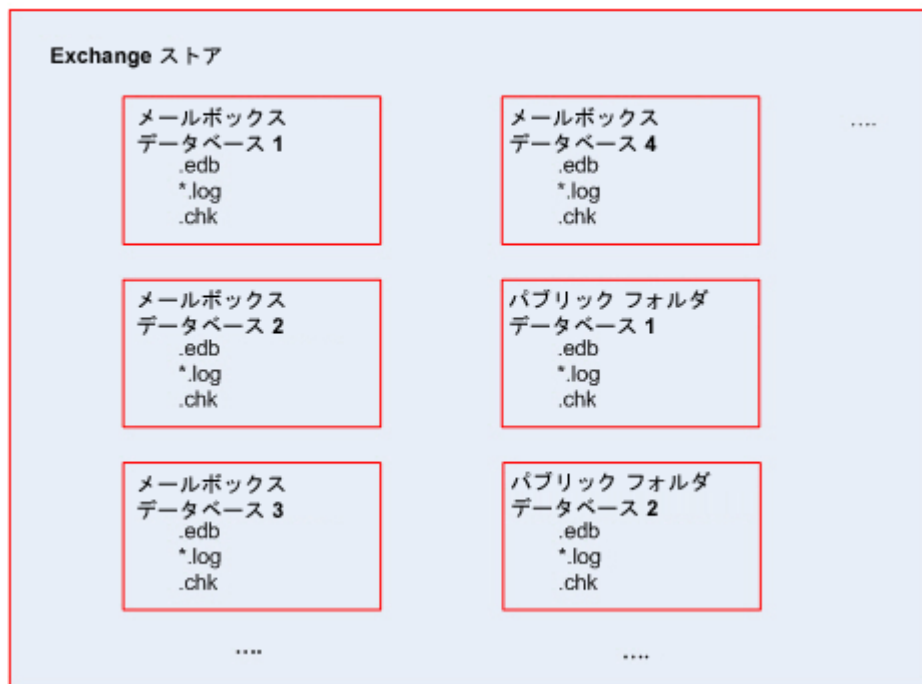 Exchange ストア
メールボックス
データベース 1
.edb
*.log
.chk
メールボックス
データベース 2
.edb
*.log
.chk
メールボックス
データベース 3
.edb
*.log
.chk
....
メールボックス
データベース 4
.edb
*.log
.chk
パブリック フォルダ
データベース 1
.edb
*.log
.chk
パブリック フォルダ
データベース 2
.edb
*.log
.chk
....
....